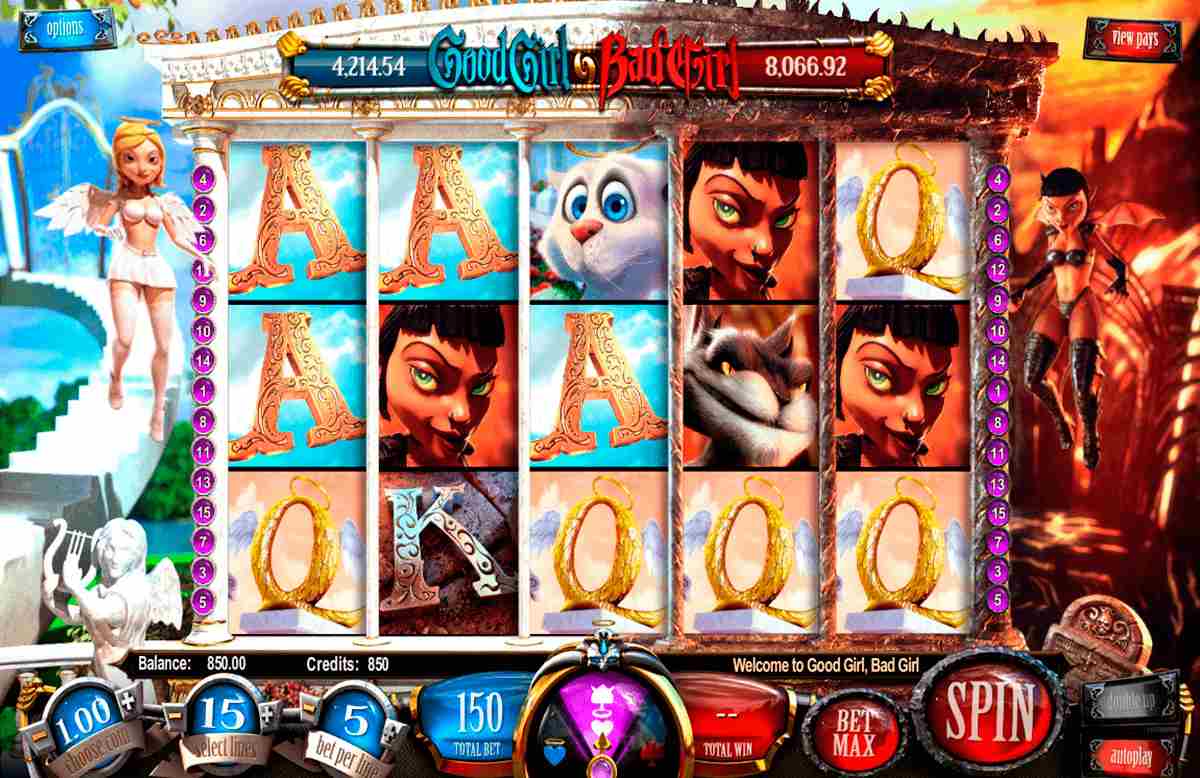 options
4,214.54
Good Girl
Bad Girl
8,066.92
view pays
A
A
Q
A
A
Q
K
Q
Q
Q
4
2
6
9
10
14
1
8
11
13
15
7
3
5
4
2
6
12
9
10
14
1
8
11
13
15
7
3
5
Balance: 850.00
Credits: 850
Welcome to Good Girl, Bad Girl
1.00
choose coin
- 15 +
select lines
- 5 +
bet per line
150
TOTAL BET
--
TOTAL WIN
BET
MAX
SPIN
double up
autoplay